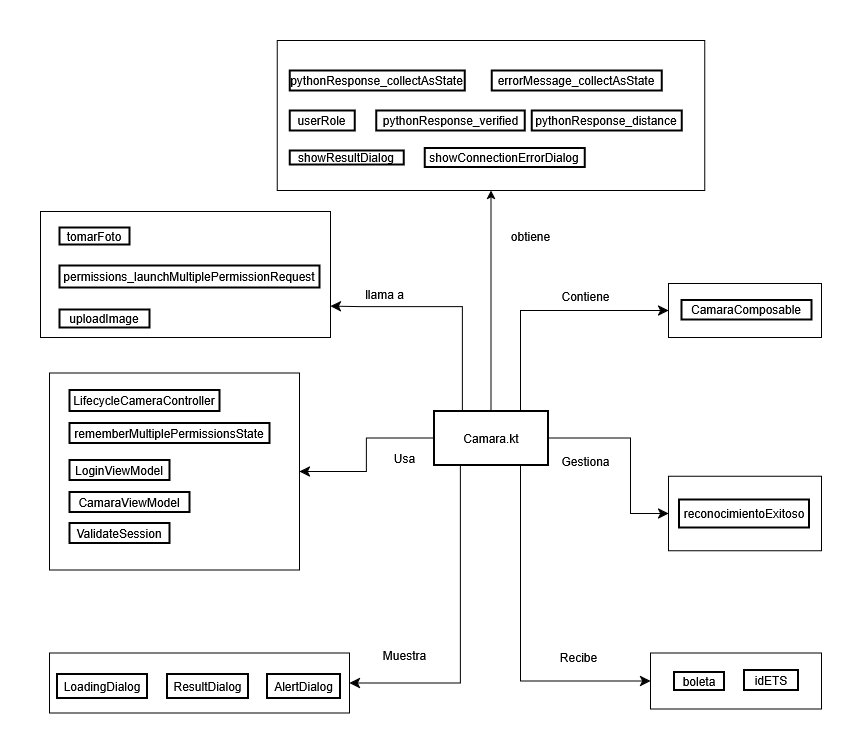 pythonResponse_collectAsState
errorMessage_collectAsState
userRole
pythonResponse_verified
pythonResponse_distance
showResultDialog
showConnectionErrorDialog
obtiene
tomarFoto
permissions_launchMultiplePermissionRequest
uploadImage
llama a
Contiene
CamaraComposable
LifecycleCameraController
rememberMultiplePermissionsState
LoginViewModel
CamaraViewModel
ValidateSession
Usa
Camara.kt
Gestiona
reconocimientoExitoso
Muestra
LoadingDialog
ResultDialog
AlertDialog
Recibe
boleta
idETS